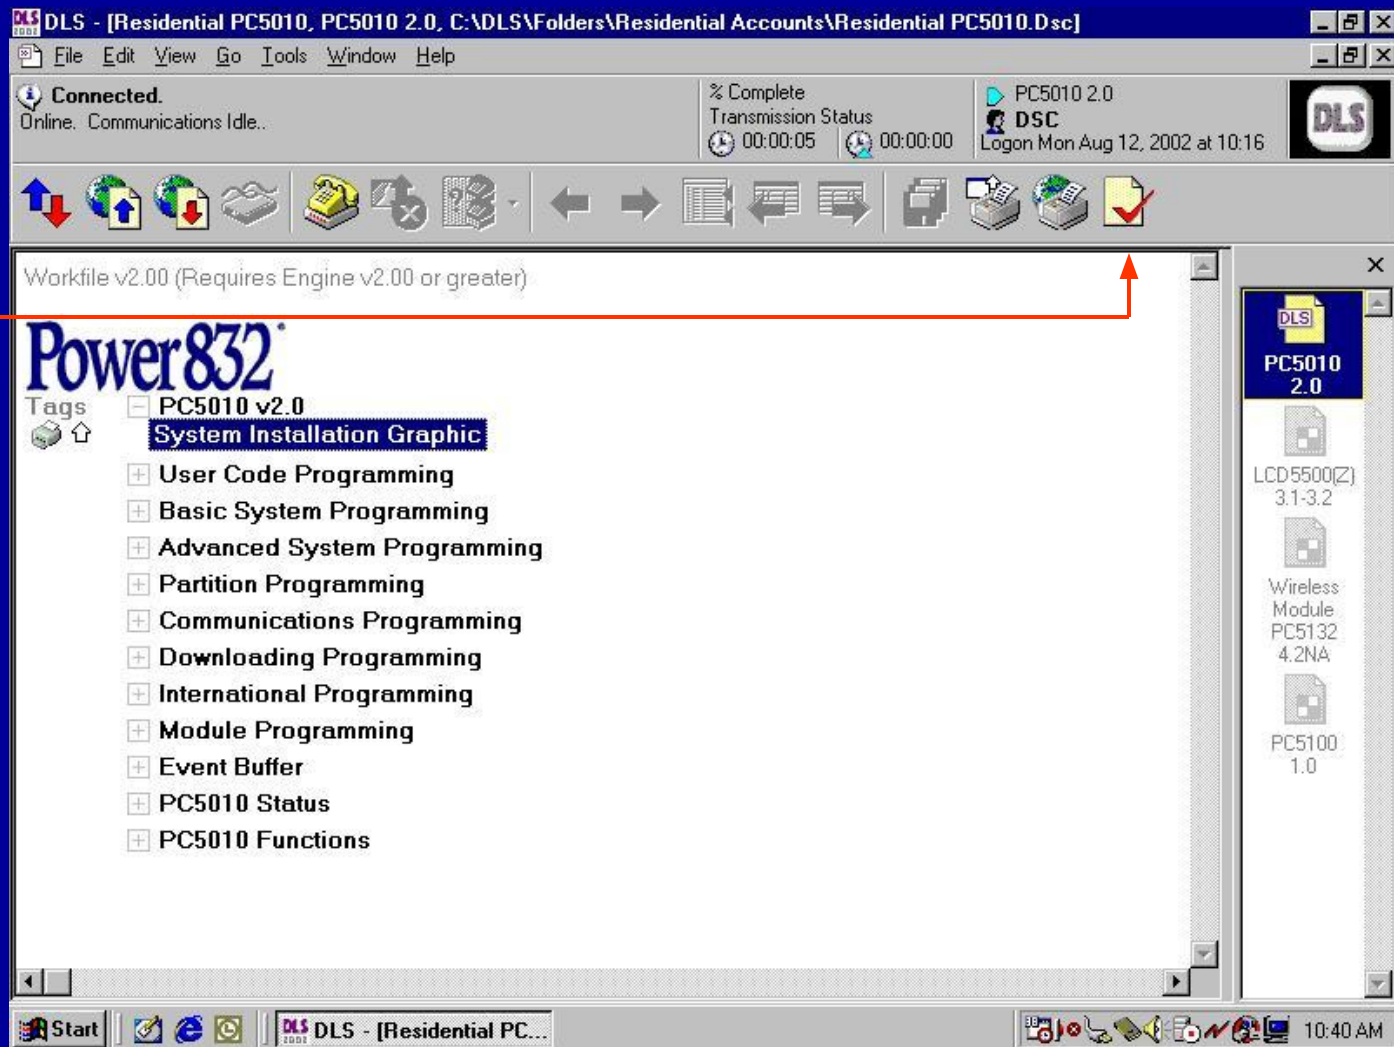 DLS - [Residential PC5010, PC5010 2.0, C:\DLS\Folders\Residential Accounts\Residential PC5010.Dsc]
File Edit View Go Tools Window Help
Connected.
Online. Communications Idle..
% Complete
Transmission Status
00:00:05 00:00:00
PC5010 2.0
DSC
Logon Mon Aug 12, 2002 at 10:16
DLS
Workfile v2.00 (Requires Engine v2.00 or greater)
Power832
Tags
PC5010 v2.0
System Installation Graphic
User Code Programming
Basic System Programming
Advanced System Programming
Partition Programming
Communications Programming
Downloading Programming
International Programming
Module Programming
Event Buffer
PC5010 Status
PC5010 Functions
DLS
PC5010
2.0
LCD5500(Z)
3.1-3.2
Wireless
Module
PC5132
4.2NA
PC5100
1.0
Start
DLS - [Residential PC...
10:40 AM